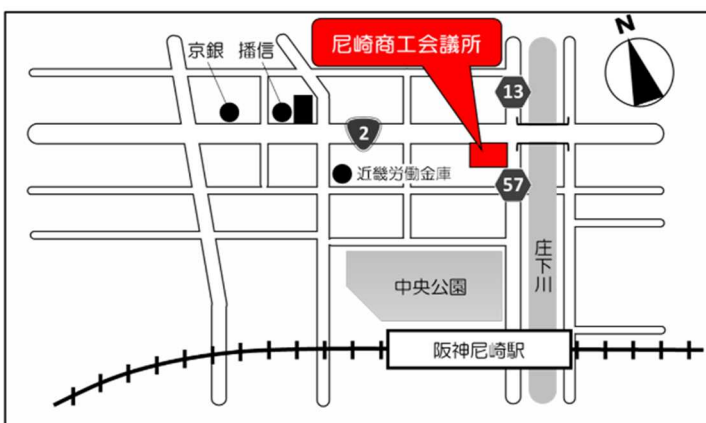 尼崎商工会議所
N
京銀 播信
13
2
近畿労働金庫
57
庄下川
中央公園
阪神尼崎駅